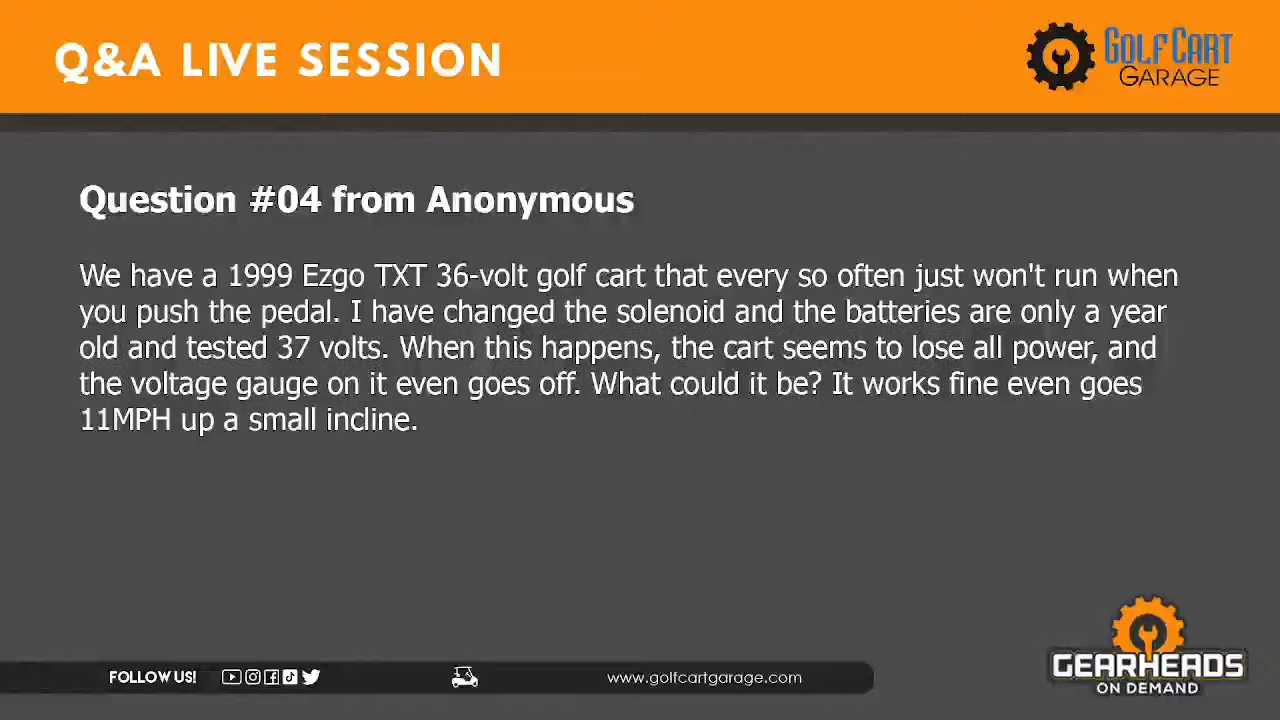 Q&A LIVE SESSION
GOLF CART
GARAGE
Question #04 from Anonymous
We have a 1999 Ezgo TXT 36-volt golf cart that every so often just won't run when
you push the pedal. I have changed the solenoid and the batteries are only a year
old and tested 37 volts. When this happens, the cart seems to lose all power, and
the voltage gauge on it even goes off. What could it be? It works fine even goes
11MPH up a small incline.
GEARHEADS
ON DEMAND
FOLLOW US!
www.golfcartgarage.com